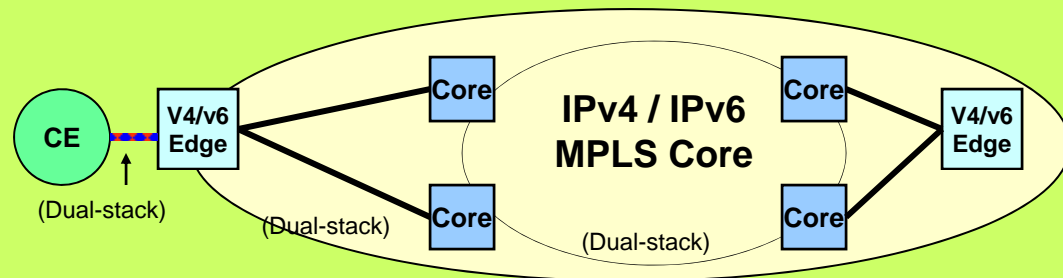 CE
(Dual-stack)
V4/v6
Edge
(Dual-stack)
Core
Core
IPv4 / IPv6
MPLS Core
(Dual-stack)
Core
Core
V4/v6
Edge